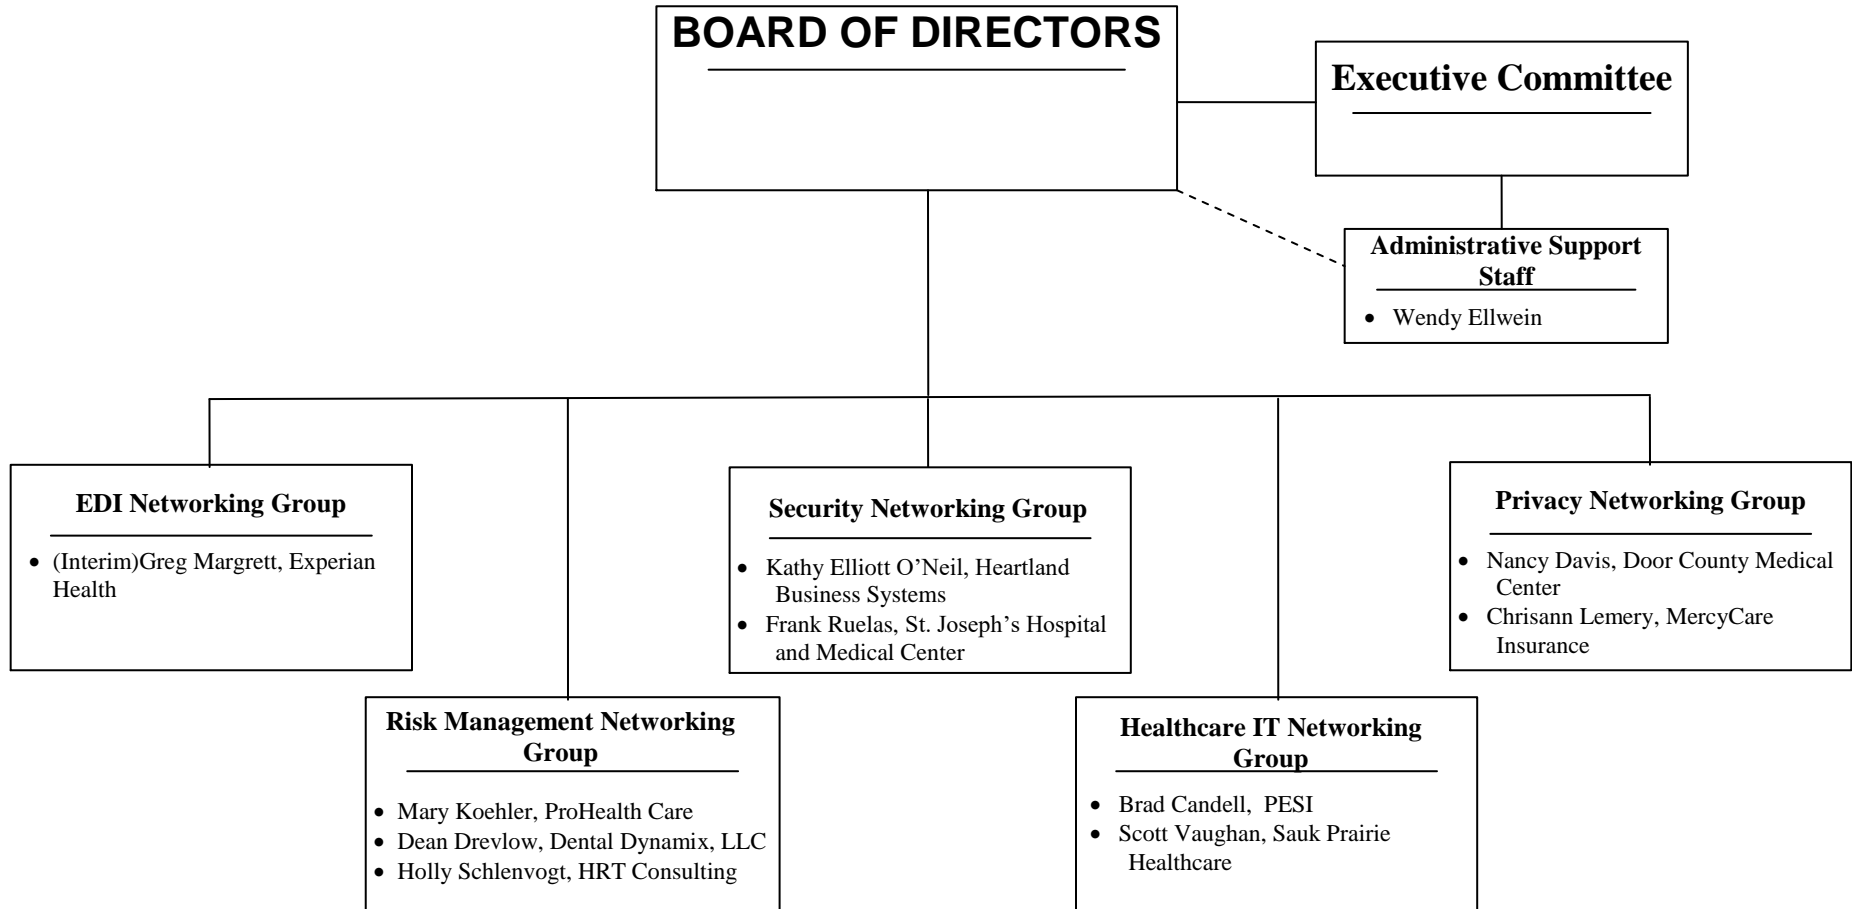 BOARD OF DIRECTORS
Executive Committee
Administrative Support
Staff
• Wendy Ellwein
EDI Networking Group
• (Interim)Greg Margrett, Experian
Health
Security Networking Group
• Kathy Elliott O’Neil, Heartland
Business Systems
• Frank Ruelas, St. Joseph’s Hospital
and Medical Center
Privacy Networking Group
• Nancy Davis, Door County Medical
Center
• Chrisann Lemery, MercyCare
Insurance
Risk Management Networking
Group
• Mary Koehler, ProHealth Care
• Dean Drevlow, Dental Dynamix, LLC
• Holly Schlenvogt, HRT Consulting
Healthcare IT Networking
Group
• Brad Candell, PESI
• Scott Vaughan, Sauk Prairie
Healthcare